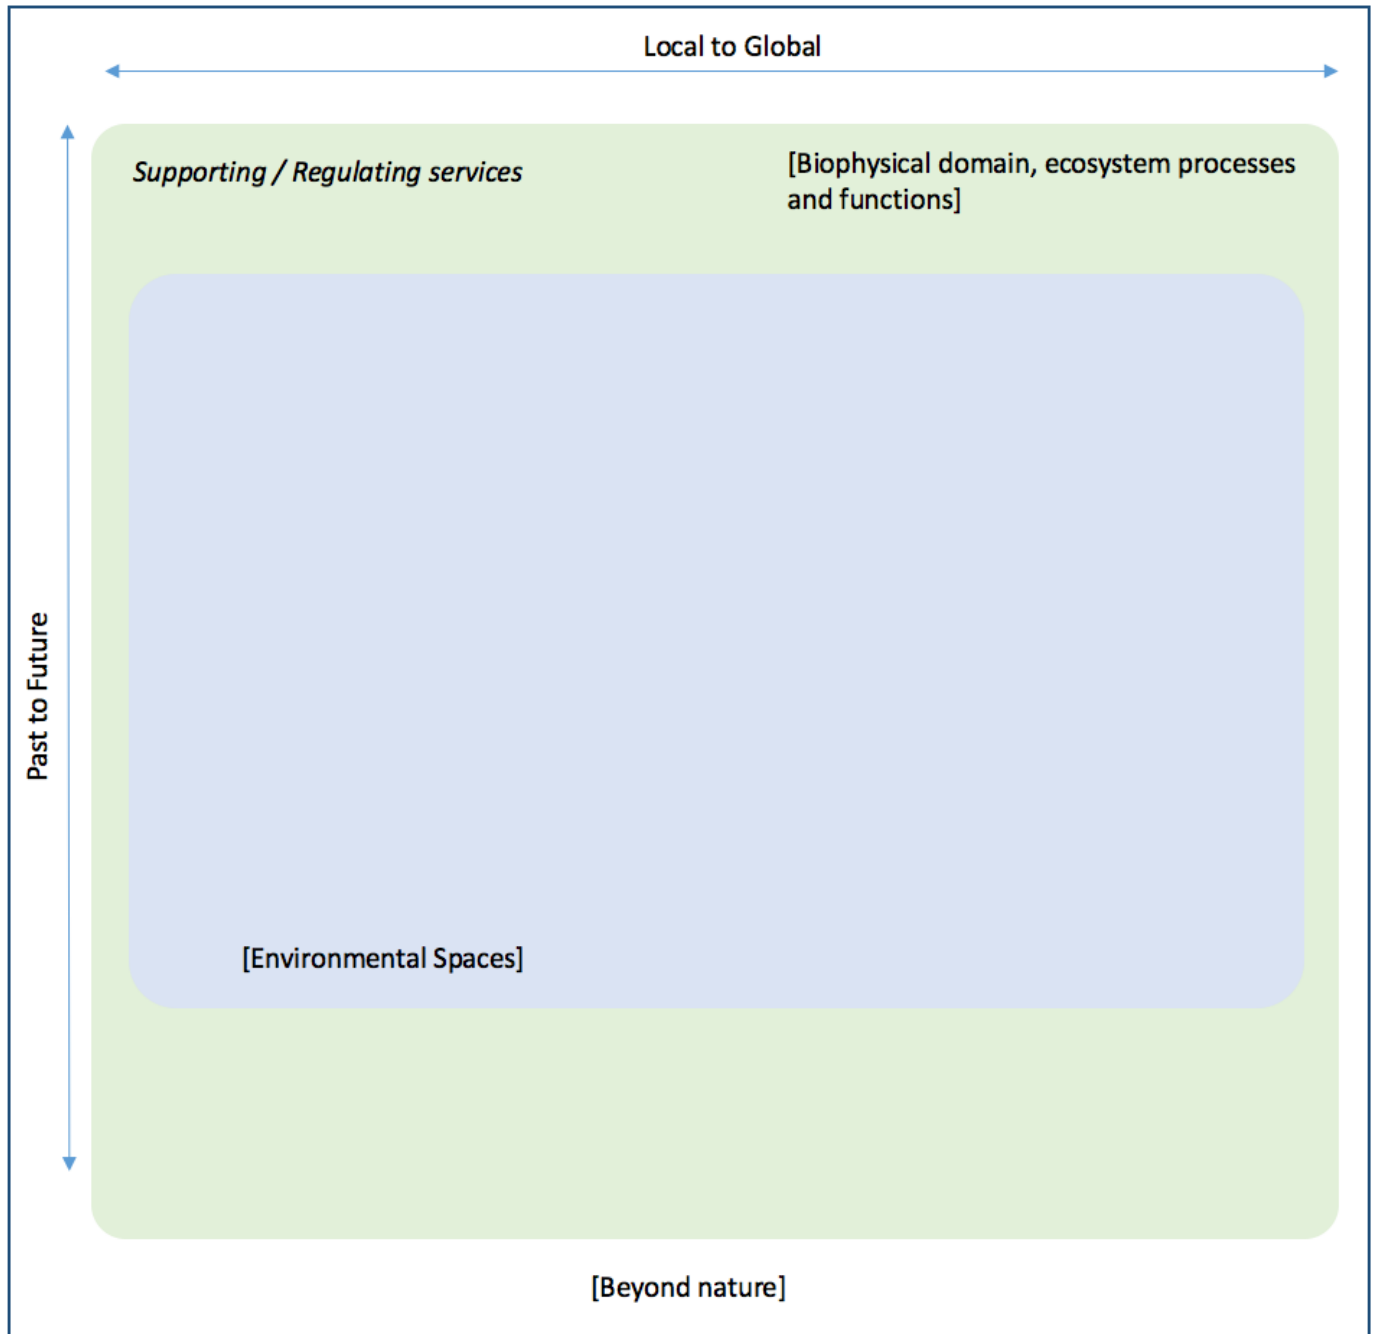 Local to Global
Supporting / Regulating services
[Biophysical domain, ecosystem processes
and functions]
Past to Future
[Environmental Spaces]
[Beyond nature]